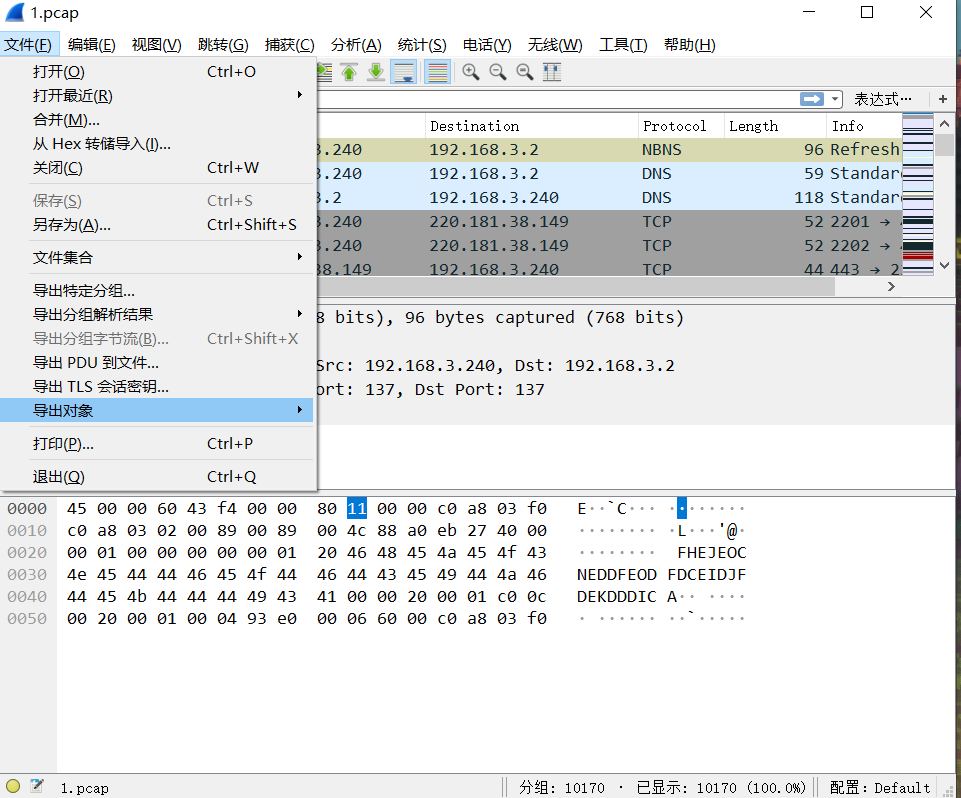 1.pcap
文件(F) 编辑(E) 视图(V) 跳转(G) 捕获(C) 分析(A) 统计(S) 电话(Y) 无线(W) 工具(T) 帮助(H)
打开(O) Ctrl+O
打开最近(R)
合并(M)...
从 Hex 转储导入(I)...
关闭(C) Ctrl+W
保存(S) Ctrl+S
另存为(A)... Ctrl+Shift+S
文件集合
导出特定分组...
导出分组解析结果
导出分组字节流(B)... Ctrl+Shift+X
导出 PDU 到文件...
导出 TLS 会话密钥...
导出对象
打印(P)... Ctrl+P
退出(Q) Ctrl+Q
表达式… +
Destination Protocol Length Info
3.240 192.168.3.2 NBNS 96 Refresh
3.240 192.168.3.2 DNS 59 Standar
3.2 192.168.3.240 DNS 118 Standar
3.240 220.181.38.149 TCP 52 2201 →
3.240 220.181.38.149 TCP 52 2202 →
38.149 192.168.3.240 TCP 44 443 → 2
8 bits), 96 bytes captured (768 bits)
Src: 192.168.3.240, Dst: 192.168.3.2
ort: 137, Dst Port: 137
0000 45 00 00 60 43 f4 00 00 80 11 00 00 c0 a8 03 f0 E··`C··· ········
0010 c0 a8 03 02 00 89 00 89 00 4c 88 a0 eb 27 40 00 ········ ·L···'@·
0020 00 01 00 00 00 00 00 01 20 46 48 45 4a 45 4f 43 ········ FHEJEOC
0030 4e 45 44 44 46 45 4f 44 46 44 43 45 49 44 4a 46 NEDDFEOD FDCEIDJF
0040 44 45 4b 44 44 44 49 43 41 00 00 20 00 01 c0 0c DEKDDDIC A·· ····
0050 00 20 00 01 00 04 93 e0 00 06 60 00 c0 a8 03 f0 · ······ ··`·····
1.pcap 分组: 10170 · 已显示: 10170 (100.0%) 配置: Default